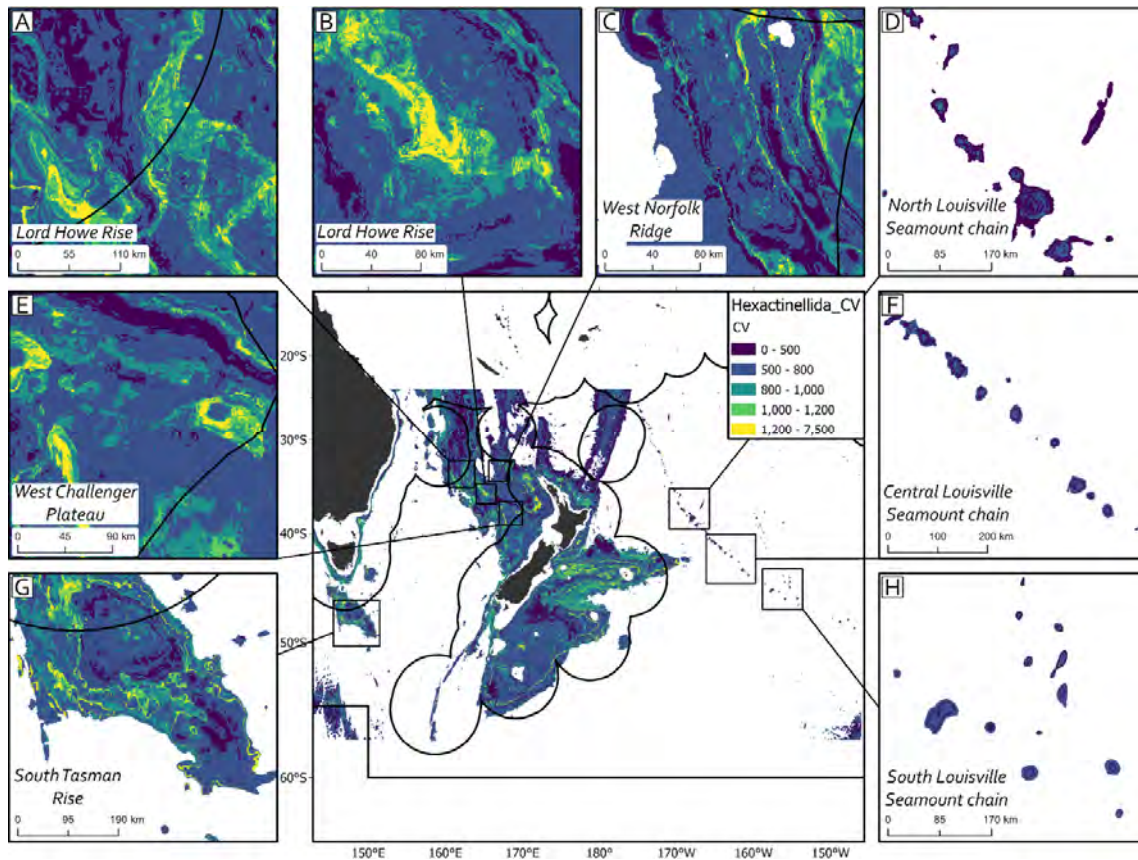 A
Lord Howe Rise
0 55 110 km
B
Lord Howe Rise
0 40 80 km
C
West Norfolk
Ridge
0 40 80 km
D
North Louisville
Seamount chain
0 85 170 km
E
West Challenger
Plateau
0 45 90 km
Hexactinellida_CV
CV
0 - 500
500 - 800
800 - 1,000
1,000 - 1,200
1,200 - 7,500
20°S
30°S
40°S
50°S
60°S
150°E 160°E 170°E 180° 170°W 160°W 150°W
F
Central Louisville
Seamount chain
0 100 200 km
G
South Tasman
Rise
0 95 190 km
H
South Louisville
Seamount chain
0 85 170 km